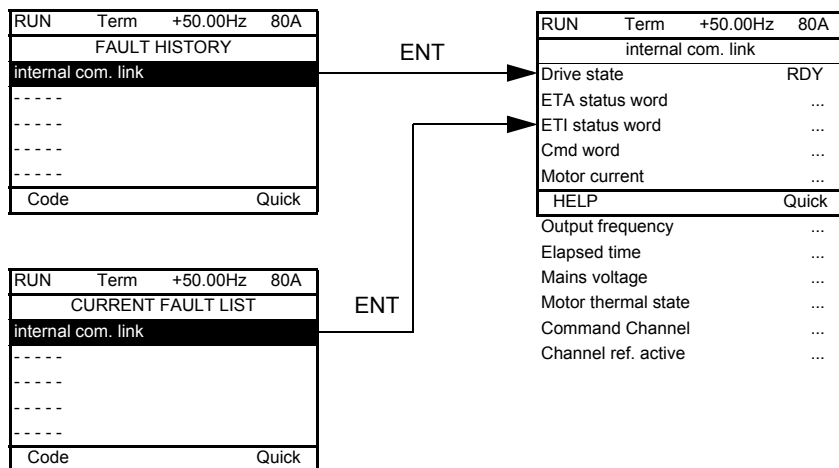 RUN Term +50.00Hz 80A
FAULT HISTORY
internal com. link
- - - - -
- - - - -
- - - - -
- - - - -
Code Quick
ENT
RUN Term +50.00Hz 80A
CURRENT FAULT LIST
internal com. link
- - - - -
- - - - -
- - - - -
- - - - -
Code Quick
ENT
RUN Term +50.00Hz 80A
internal com. link
Drive state RDY
ETA status word ...
ETI status word ...
Cmd word ...
Motor current ...
HELP Quick
Output frequency ...
Elapsed time ...
Mains voltage ...
Motor thermal state ...
Command Channel ...
Channel ref. active ...